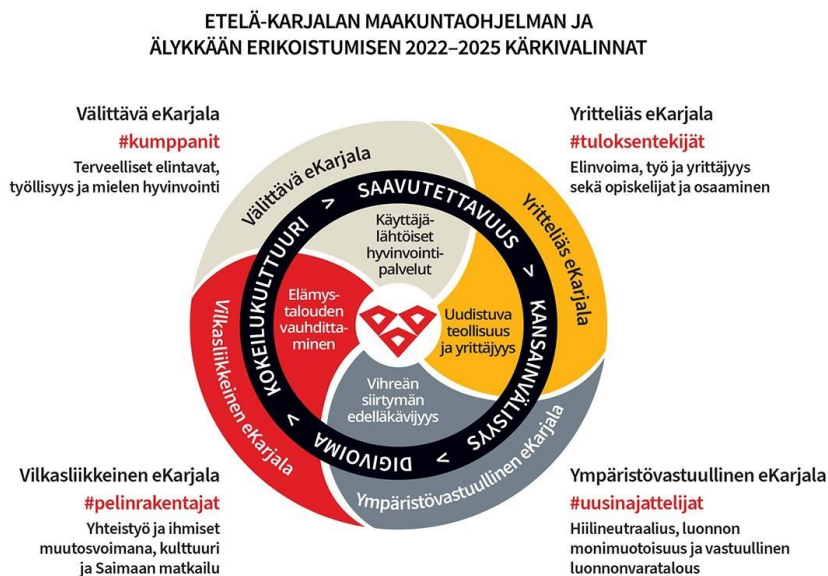 ETELÄ-KARJALAN MAAKUNTAOHJELMAN JA
ÄLYKKÄÄN ERIKOISTUMISEN 2022–2025 KÄRKIVALINNAT
Välittävä eKarjala
#kumppanit
Terveelliset elintavat,
työllisyys ja mielen hyvinvointi
Yritteliäs eKarjala
#tuloksentekijät
Elinvoima, työ ja yrittäjyys
sekä opiskelijat ja osaaminen
Välittävä eKarjala
Yritteliäs eKarjala
Ympäristövastuullinen eKarjala
Vilkasliikkeinen eKarjala
SAAVUTETTAVUUS > KANSAINVÄLISYYS > DIGIVOIMA > KOKEILUKULTTUURI >
Käyttäjä-
lähtöiset
hyvinvointi-
palvelut
Elämys-
talouden
vauhditta-
minen
Uudistuva
teollisuus
ja yrittäjyys
Vihreän
siirtymän
edelläkävijyys
Vilkasliikkeinen eKarjala
#pelinrakentajat
Yhteistyö ja ihmiset
muutosvoimana, kulttuuri
ja Saimaan matkailu
Ympäristövastuullinen eKarjala
#uusinajattelijat
Hiilineutraalius, luonnon
monimuotoisuus ja vastuullinen
luonnonvaratalous